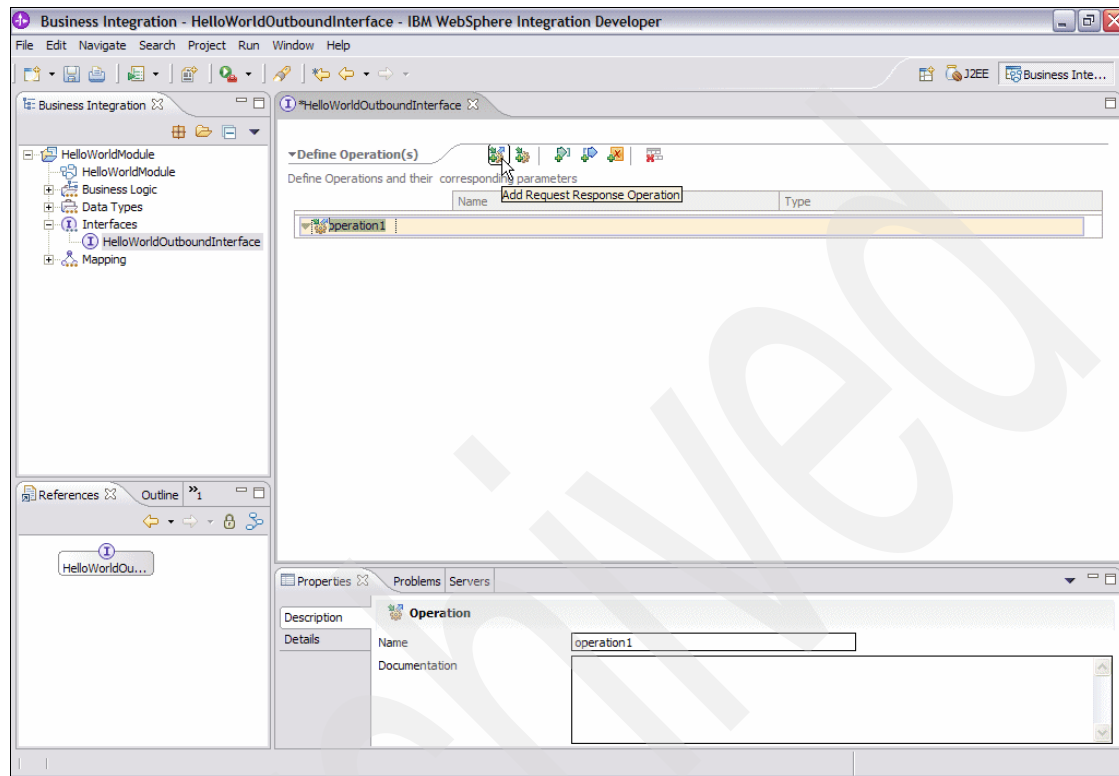 Business Integration - HelloWorldOutboundInterface - IBM WebSphere Integration Developer
File Edit Navigate Search Project Run Window Help
J2EE Business Inte...
Business Integration
HelloWorldModule
HelloWorldModule
Business Logic
Data Types
Interfaces
HelloWorldOutboundInterface
Mapping
*HelloWorldOutboundInterface
Define Operation(s)
Define Operations and their corresponding parameters
Add Request Response Operation
Name Type
operation1
References Outline »1
HelloWorldOu...
Properties Problems Servers
Description
Details
Operation
Name operation1
Documentation
hived